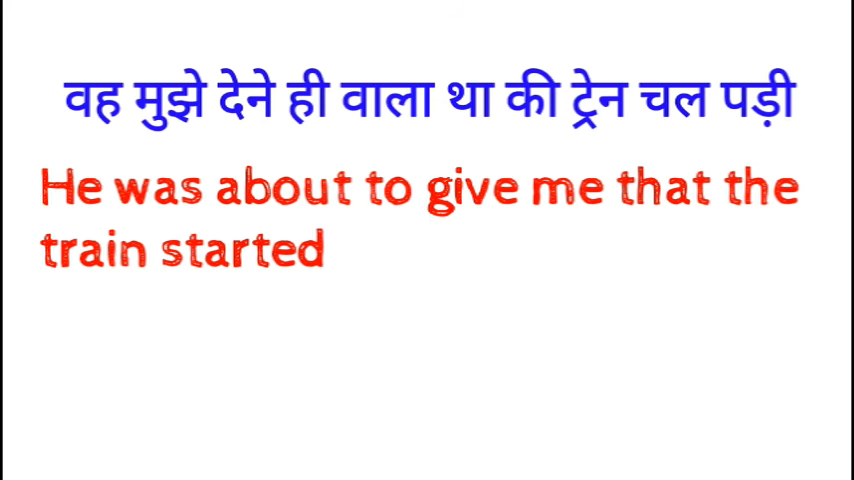 वह मुझे देने ही वाला था की ट्रेन चल पड़ी
He was about to give me that the
train started